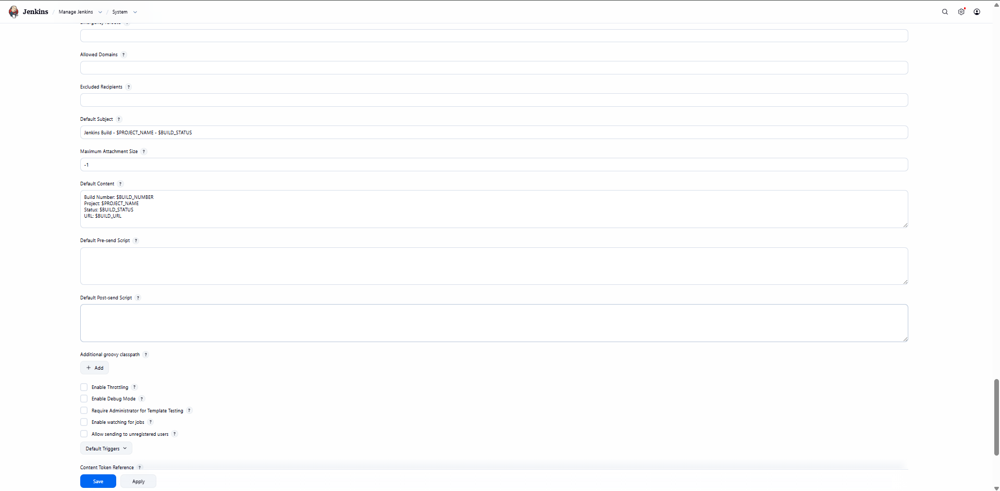 Jenkins / Manage Jenkins / System
Allowed Domains ?
Excluded Recipients ?
Default Subject ?
Jenkins Build - $PROJECT_NAME - $BUILD_STATUS
Maximum Attachment Size ?
-1
Default Content ?
Build Number: $BUILD_NUMBER
Project: $PROJECT_NAME
Status: $BUILD_STATUS
URL: $BUILD_URL
Default Pre-send Script ?
Default Post-send Script ?
Additional groovy classpath ?
+ Add
Enable Throttling ?
Enable Debug Mode ?
Require Administrator for Template Testing ?
Enable watching for jobs ?
Allow sending to unregistered users ?
Default Triggers
Content Token Reference ?
Save Apply